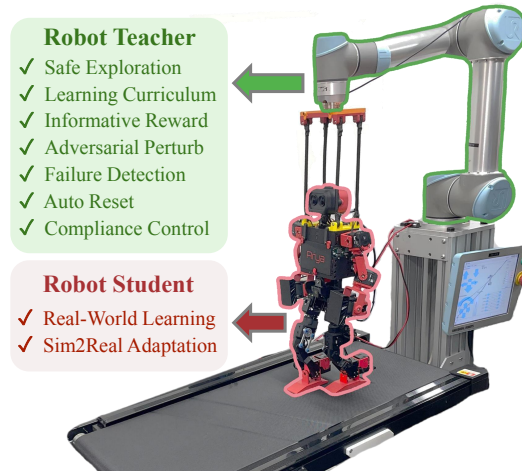 Robot Teacher
✓ Safe Exploration
✓ Learning Curriculum
✓ Informative Reward
✓ Adversarial Perturb
✓ Failure Detection
✓ Auto Reset
✓ Compliance Control
Robot Student
✓ Real-World Learning
✓ Sim2Real Adaptation